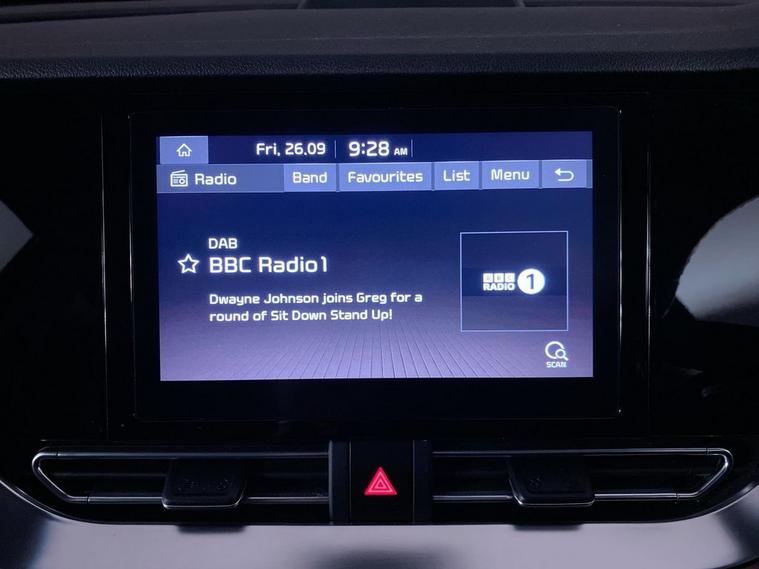 Fri, 26.09 9:28 AM
Radio Band Favourites List Menu
DAB
BBC Radio1
Dwayne Johnson joins Greg for a
round of Sit Down Stand Up!
BBC
RADIO 1
SCAN